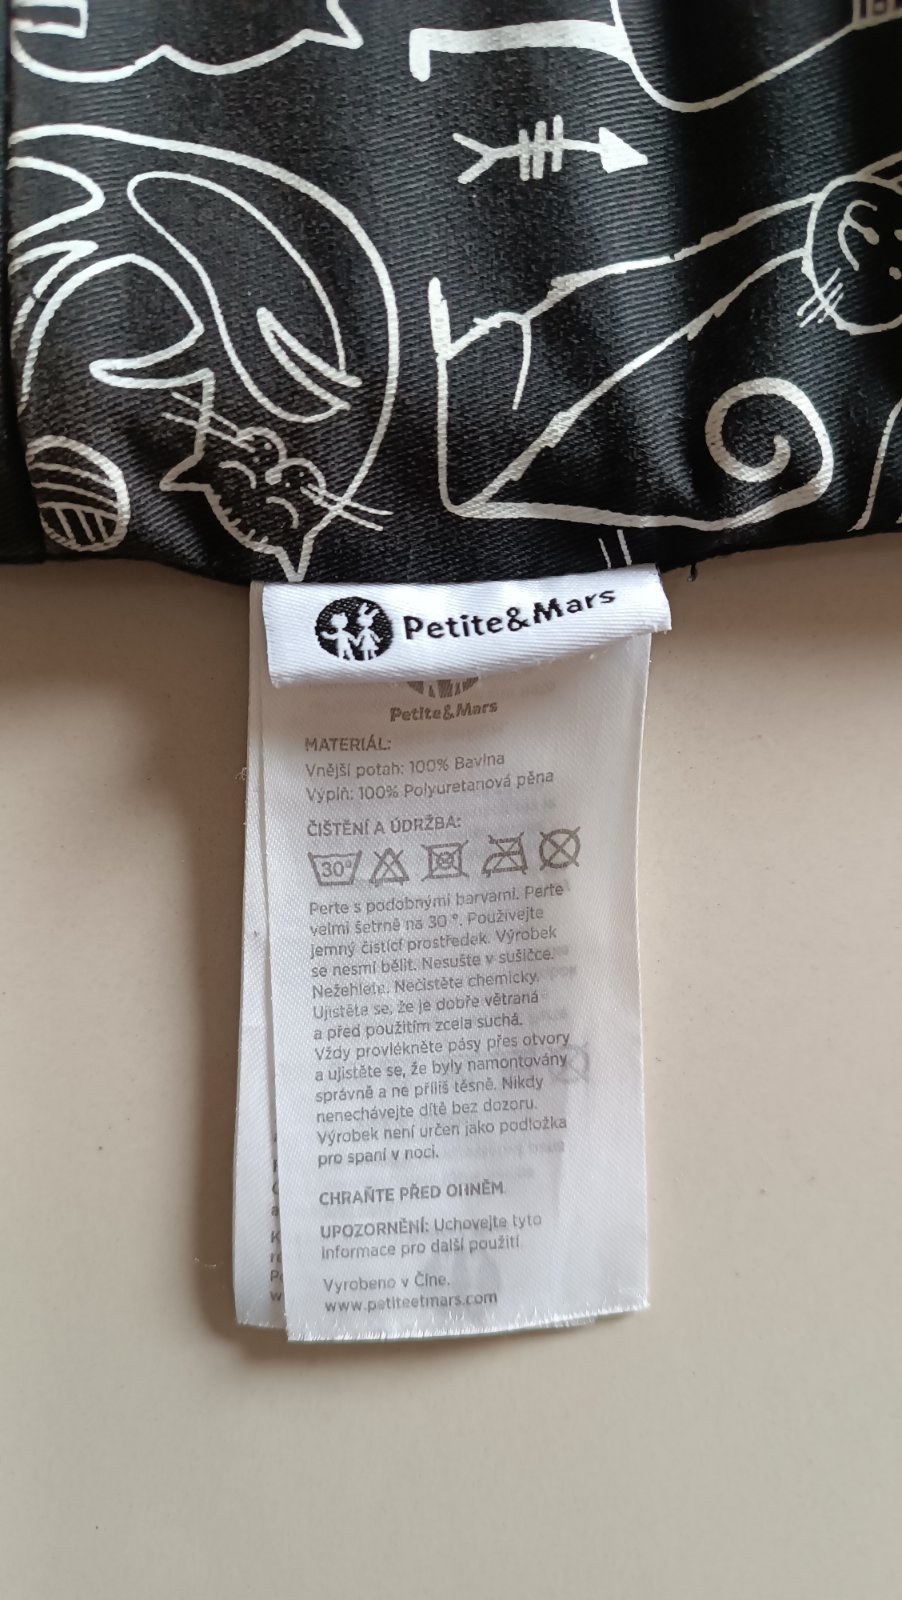 Petite&Mars
Petite&Mars
MATERIÁL:
Vnější potah: 100% Bavlna
Výplň: 100% Polyuretanová pěna
ČIŠTĚNÍ A ÚDRŽBA:
30°
Perte s podobnými barvami. Perte
velmi šetrně na 30 °. Používejte
jemný čisticí prostředek. Výrobek
se nesmí bělit. Nesušte v sušičce.
Nežehlete. Nečistěte chemicky.
Ujistěte se, že je dobře větraná
a před použitím zcela suchá.
Vždy provlékněte pásy přes otvory
a ujistěte se, že byly namontovány
správně a ne příliš těsně. Nikdy
nenechávejte dítě bez dozoru.
Výrobek není určen jako podložka
pro spaní v noci.
CHRAŇTE PŘED OHNĚM
UPOZORNĚNÍ: Uchovejte tyto
informace pro další použití
Vyrobeno v Číne.
www.petiteetmars.com